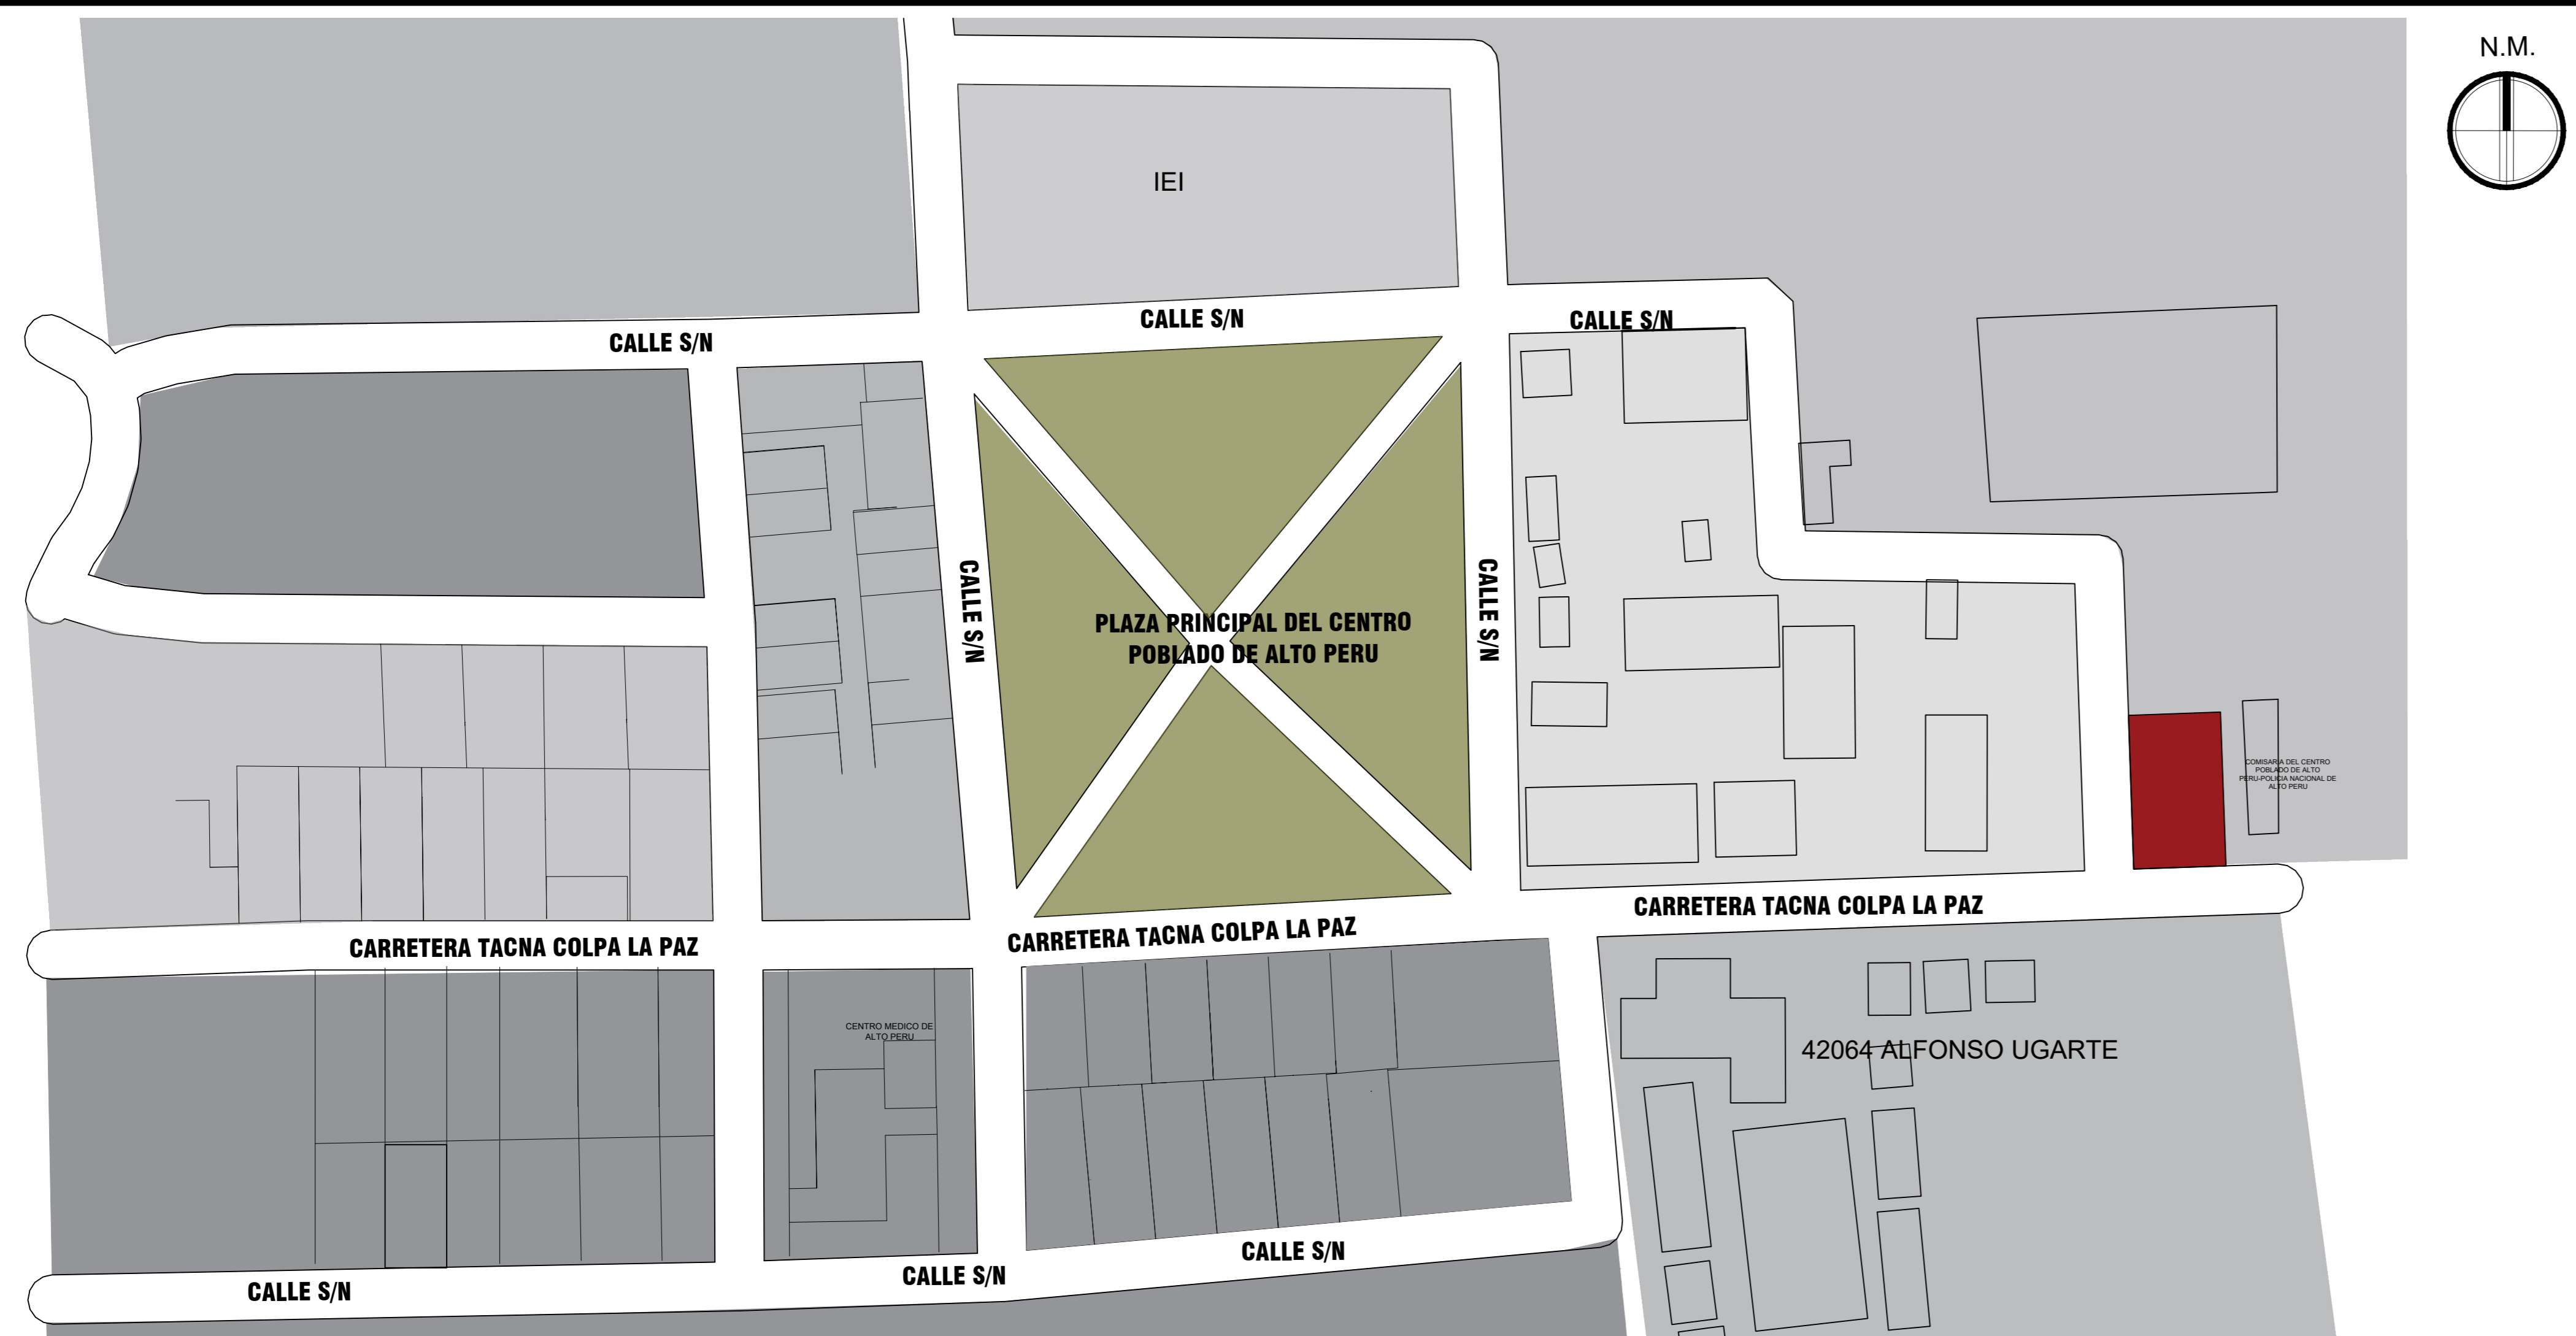 N.M.
IEI
CALLE S/N
CALLE S/N
CALLE S/N
CALLE S/N
CALLE S/N
PLAZA PRINCIPAL DEL CENTRO
POBLADO DE ALTO PERU
COMISARIA DEL CENTRO
POBLADO DE ALTO
PERU-POLICIA NACIONAL DE
ALTO PERU
CARRETERA TACNA COLPA LA PAZ
CARRETERA TACNA COLPA LA PAZ
CARRETERA TACNA COLPA LA PAZ
CENTRO MEDICO DE
ALTO PERU
42064 ALFONSO UGARTE
CALLE S/N
CALLE S/N
CALLE S/N